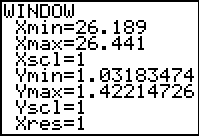 WINDOW
Xmin=26.189
Xmax=26.441
Xscl=1
Ymin=1.03183474
Ymax=1.42214726
Yscl=1
Xres=1